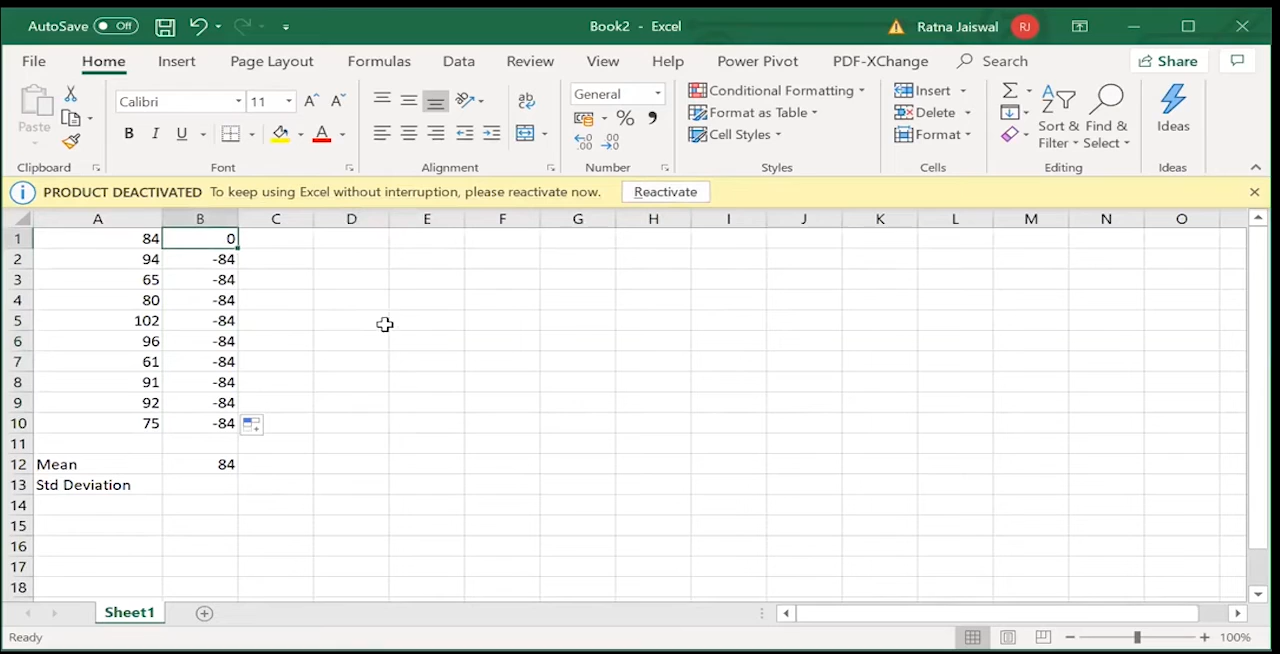 AutoSave Off Book2 - Excel Ratna Jaiswal RJ
File Home Insert Page Layout Formulas Data Review View Help Power Pivot PDF-XChange Search Share
Calibri 11 A A ab General Conditional Formatting Insert
Paste Format as Table Delete Sort & Find & Ideas
B I U A % Cell Styles Format Filter Select
Clipboard Font Alignment Number Styles Cells Editing Ideas
PRODUCT DEACTIVATED To keep using Excel without interruption, please reactivate now. Reactivate
A B C D E F G H I J K L M N O
1 84 0
2 94 -84
3 65 -84
4 80 -84
5 102 -84
6 96 -84
7 61 -84
8 91 -84
9 92 -84
10 75 -84
11
12 Mean 84
13 Std Deviation
14
15
16
17
18
Sheet1
Ready 100%